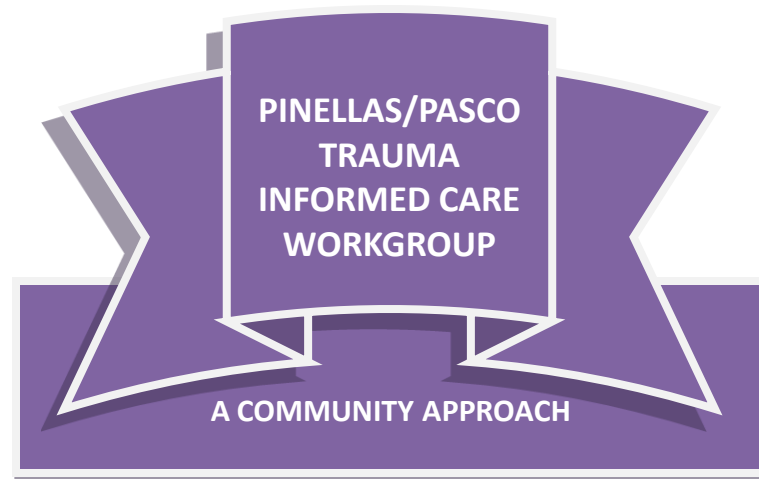 PINELLAS/PASCO
TRAUMA
INFORMED CARE
WORKGROUP
A COMMUNITY APPROACH